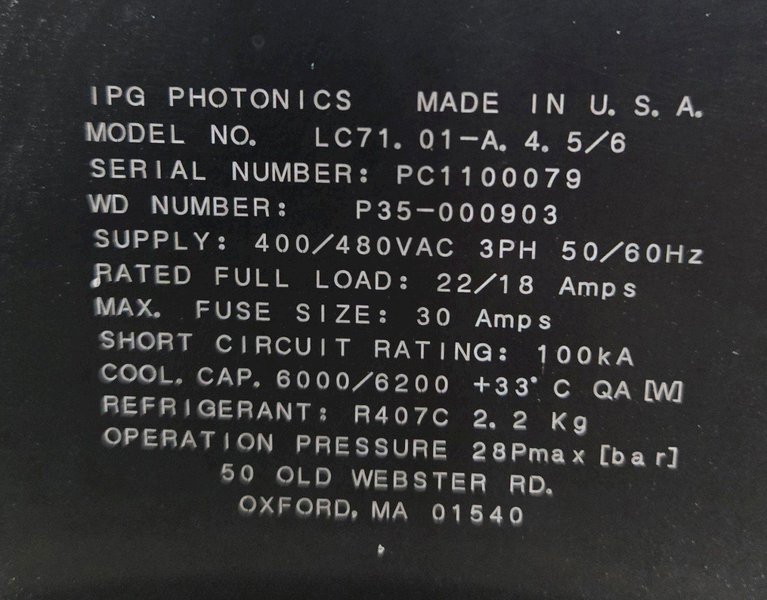 IPG PHOTONICS MADE IN U.S.A.
MODEL NO. LC71.01-A.4.5/6
SERIAL NUMBER: PC1100079
WD NUMBER: P35-000903
SUPPLY: 400/480VAC 3PH 50/60Hz
RATED FULL LOAD: 22/18 Amps
MAX. FUSE SIZE: 30 Amps
SHORT CIRCUIT RATING: 100kA
COOL. CAP. 6000/6200 +33°C QA [W]
REFRIGERANT: R407C 2.2 Kg
OPERATION PRESSURE 28Pmax [bar]
50 OLD WEBSTER RD.
OXFORD, MA 01540